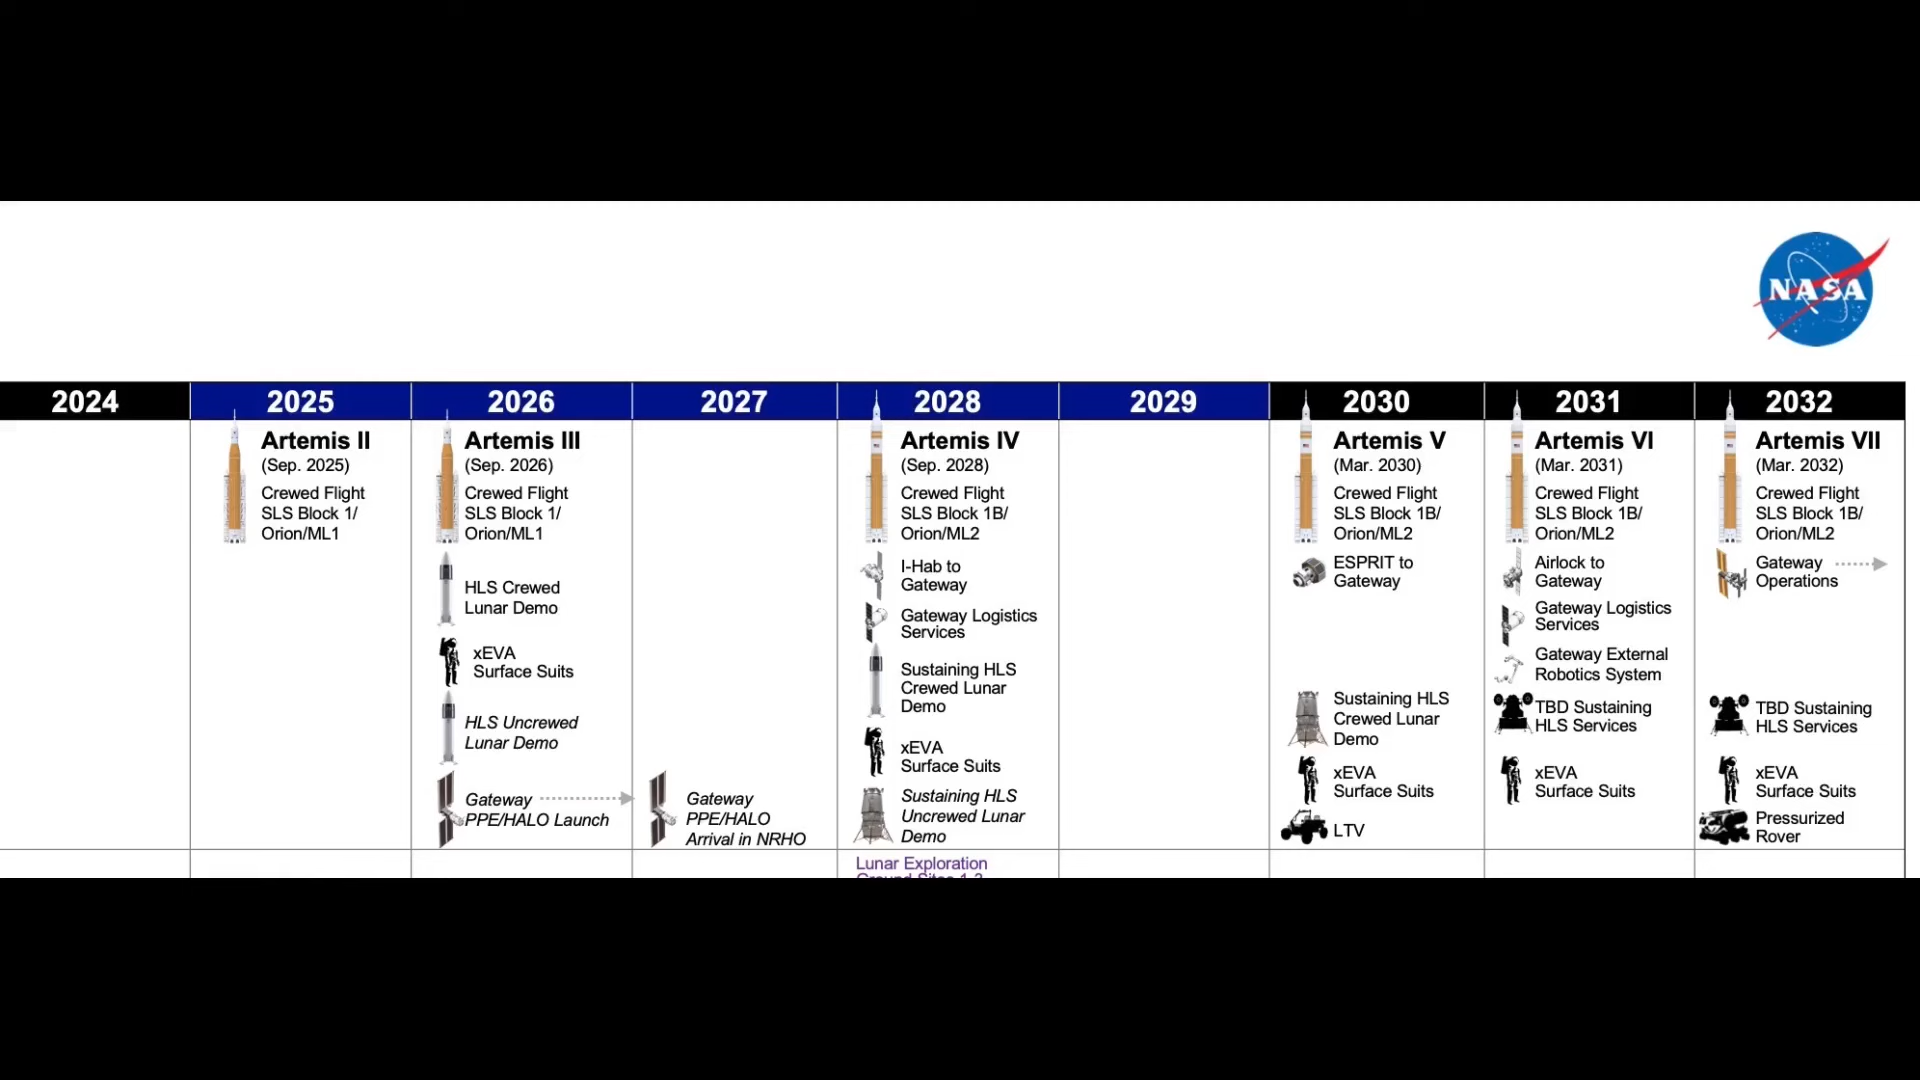 NASA
2024
2025
2026
2027
2028
2029
2030
2031
2032
Artemis II
(Sep. 2025)
Crewed Flight
SLS Block 1/
Orion/ML1
Artemis III
(Sep. 2026)
Crewed Flight
SLS Block 1/
Orion/ML1
HLS Crewed
Lunar Demo
xEVA
Surface Suits
HLS Uncrewed
Lunar Demo
Gateway
PPE/HALO Launch
Gateway
PPE/HALO
Arrival in NRHO
Artemis IV
(Sep. 2028)
Crewed Flight
SLS Block 1B/
Orion/ML2
I-Hab to
Gateway
Gateway Logistics
Services
Sustaining HLS
Crewed Lunar
Demo
xEVA
Surface Suits
Sustaining HLS
Uncrewed Lunar
Demo
Lunar Exploration
Ground Sites 1-3
Artemis V
(Mar. 2030)
Crewed Flight
SLS Block 1B/
Orion/ML2
ESPRIT to
Gateway
Sustaining HLS
Crewed Lunar
Demo
xEVA
Surface Suits
LTV
Artemis VI
(Mar. 2031)
Crewed Flight
SLS Block 1B/
Orion/ML2
Airlock to
Gateway
Gateway Logistics
Services
Gateway External
Robotics System
TBD Sustaining
HLS Services
xEVA
Surface Suits
Artemis VII
(Mar. 2032)
Crewed Flight
SLS Block 1B/
Orion/ML2
Gateway
Operations
TBD Sustaining
HLS Services
xEVA
Surface Suits
Pressurized
Rover